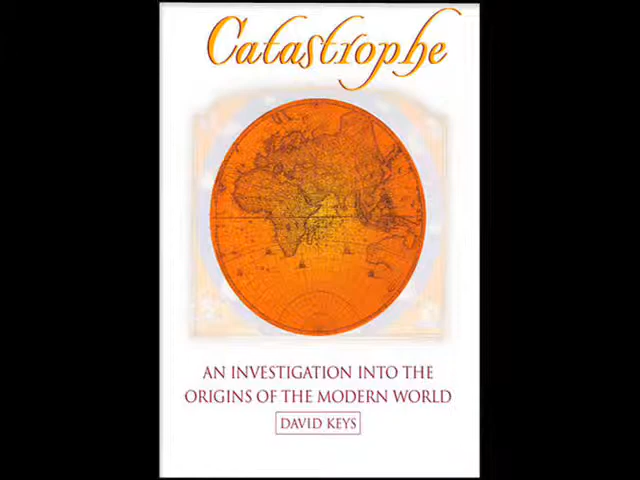 Catastrophe
AN INVESTIGATION INTO THE
ORIGINS OF THE MODERN WORLD
DAVID KEYS